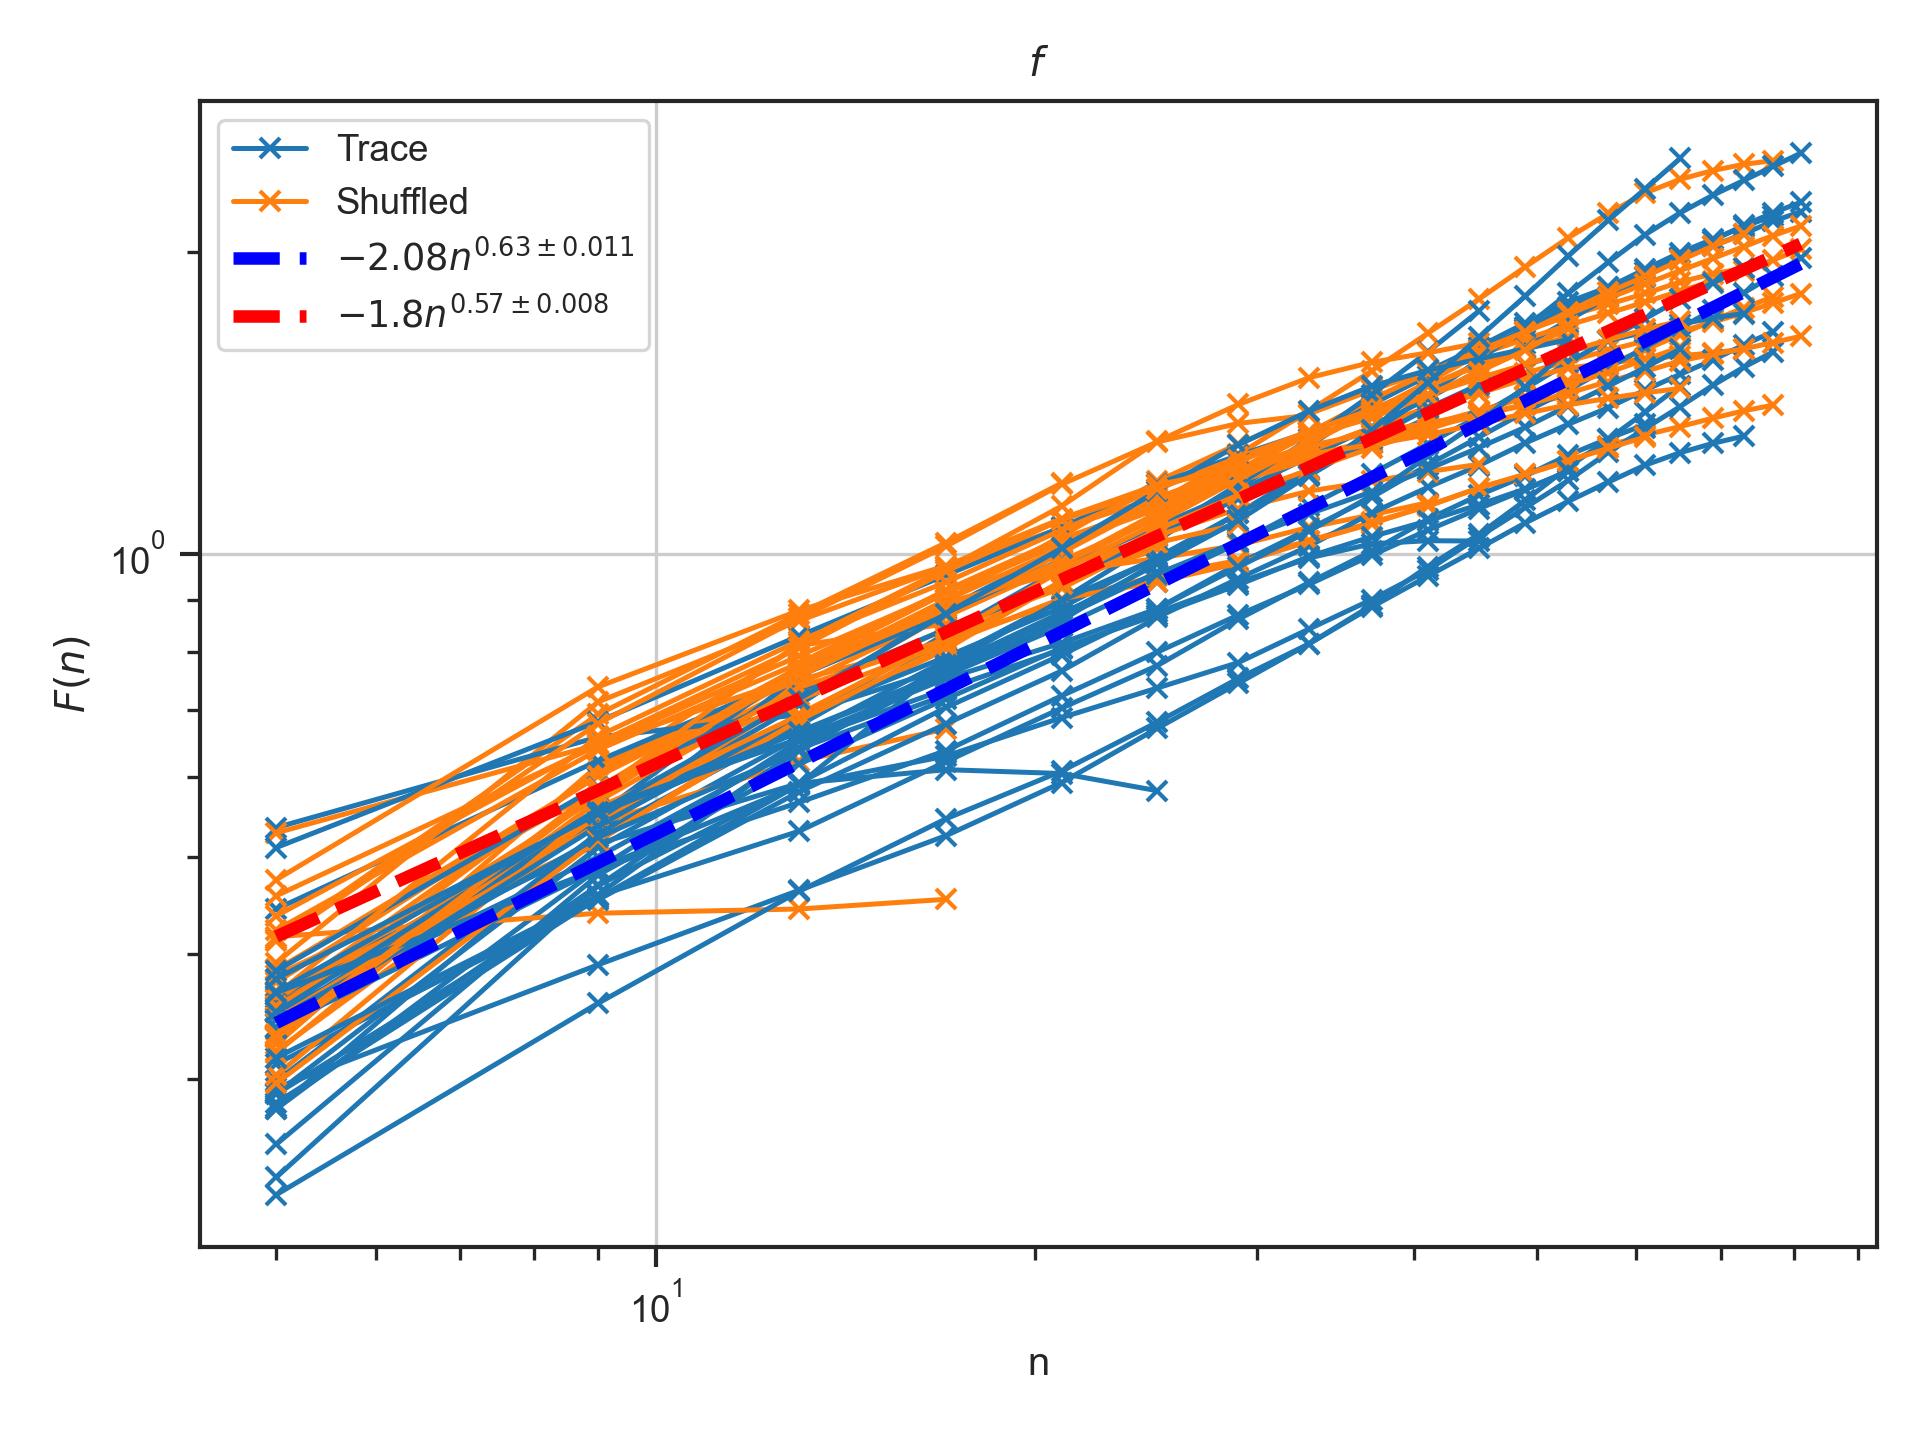 f
Trace
Shuffled
−2.08n^{0.63 ± 0.011}
−1.8n^{0.57 ± 0.008}
F(n)
10^0
10^1
n